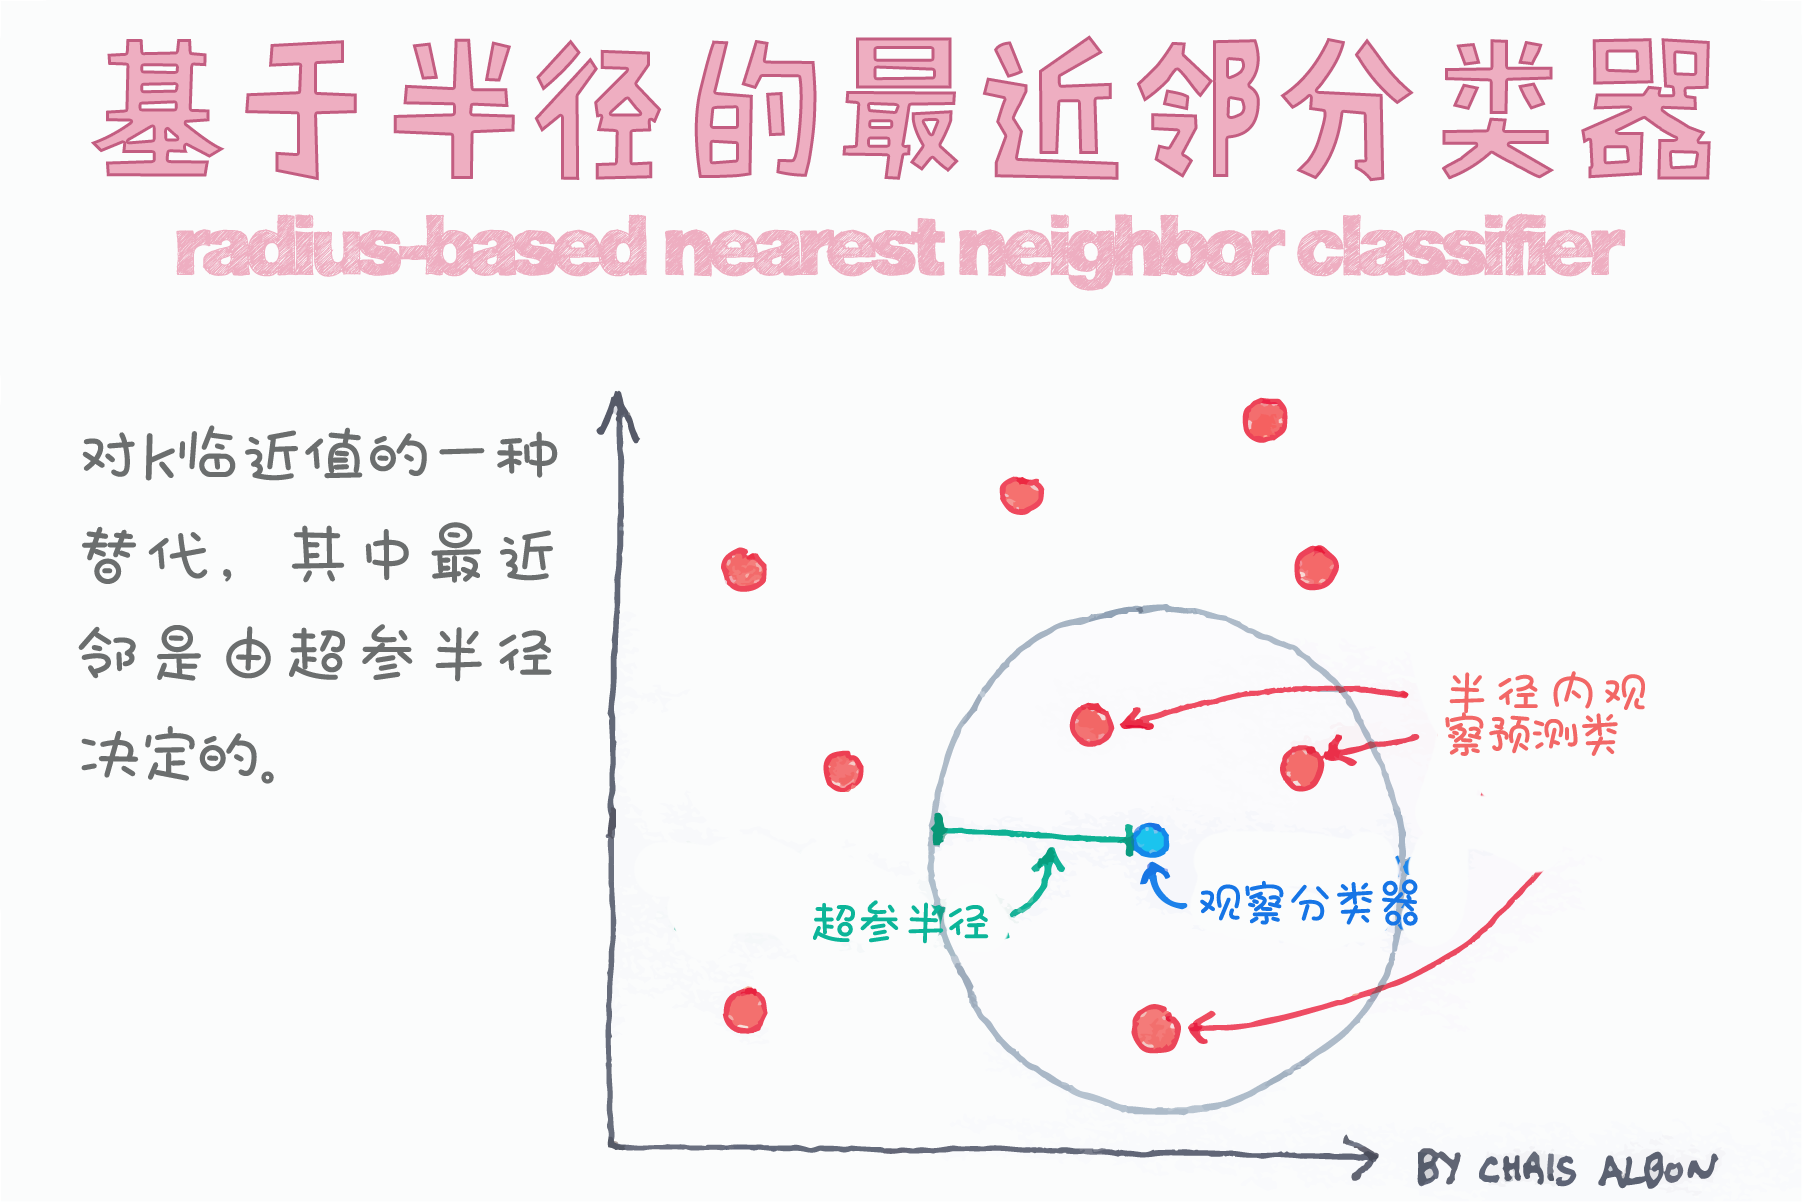 基于半径的最近邻分类器
radius-based nearest neighbor classifier
对k临近值的一种
替代，其中最近
邻是由超参半径
决定的。
半径内观
察预测类
超参半径
观察分类器
BY CHRIS ALBON